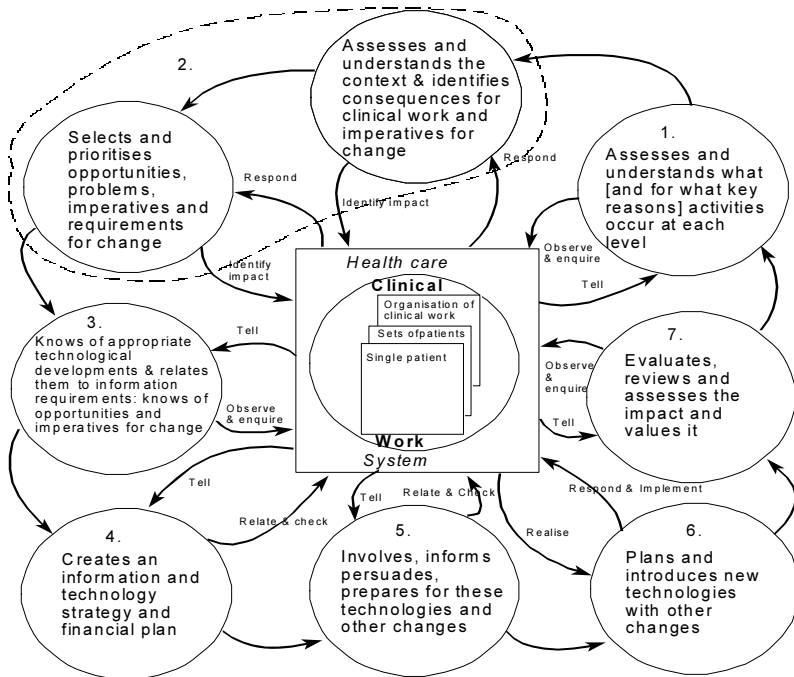 2.
Assesses and
understands the
context & identifies
consequences for
clinical work and
imperatives for
change
Selects and
prioritises
opportunities,
problems,
imperatives and
requirements
for change
1.
Assesses and
understands what
[and for what key
reasons] activities
occur at each
level
Respond
Identify Impact
Respond
Identify
impact
Observe
& enquire
Tell
Health care
Clinical
Organisation of
clinical work
Sets ofpatients
Single patient
Work
System
3.
Knows of appropriate
technological
developments & relates
them to information
requirements: knows of
opportunities and
imperatives for change
Tell
Observe
& enquire
7.
Evaluates,
reviews and
assesses the
impact and
values it
Observe
& enquire
Tell
Tell
Relate & check
Tell
Relate & Check
Respond & Implement
Realise
4.
Creates an
information and
technology
strategy and
financial plan
5.
Involves, informs
persuades,
prepares for these
technologies and
other changes
6.
Plans and
introduces new
technologies
with other
changes